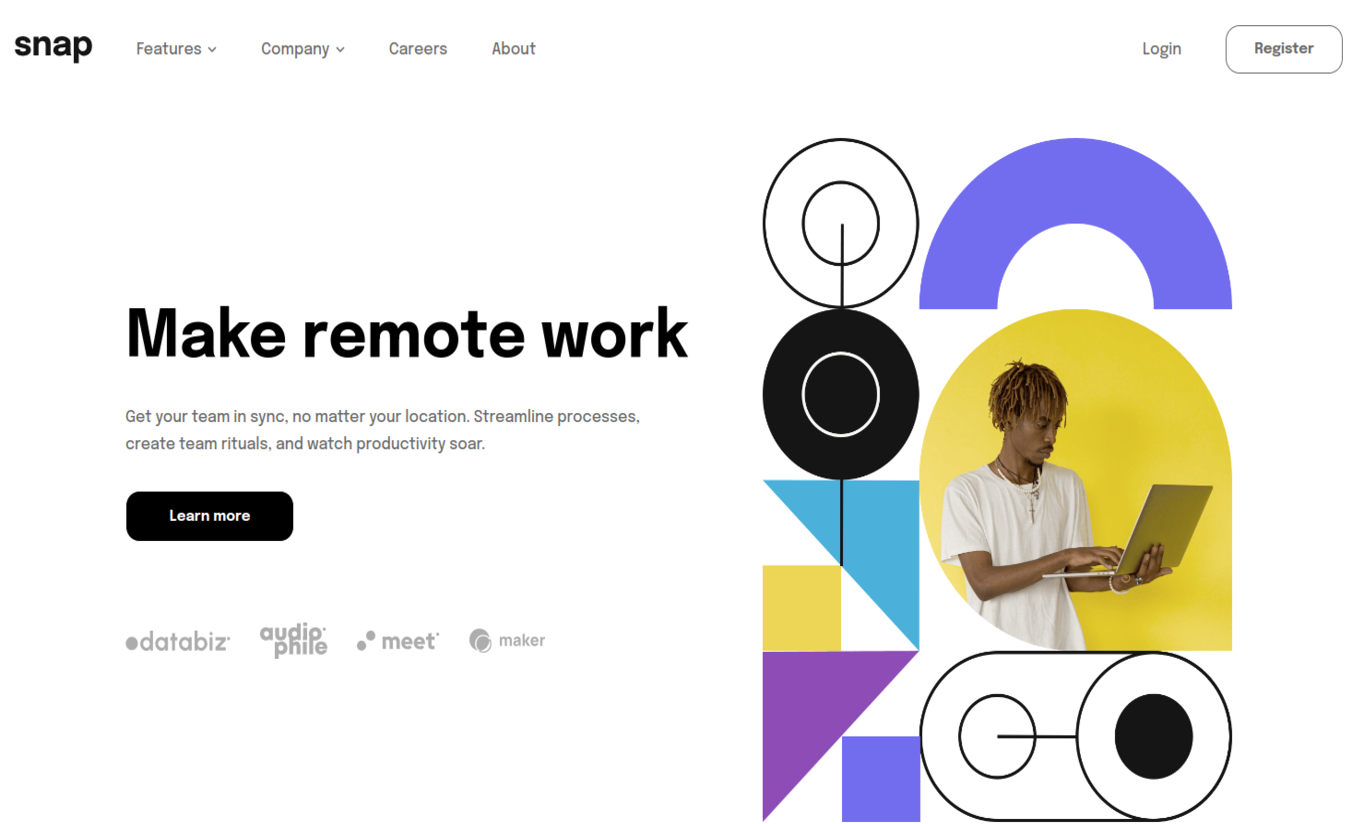 snap Features Company Careers About Login Register
Make remote work
Get your team in sync, no matter your location. Streamline processes,
create team rituals, and watch productivity soar.
Learn more
databiz audiophile meet maker